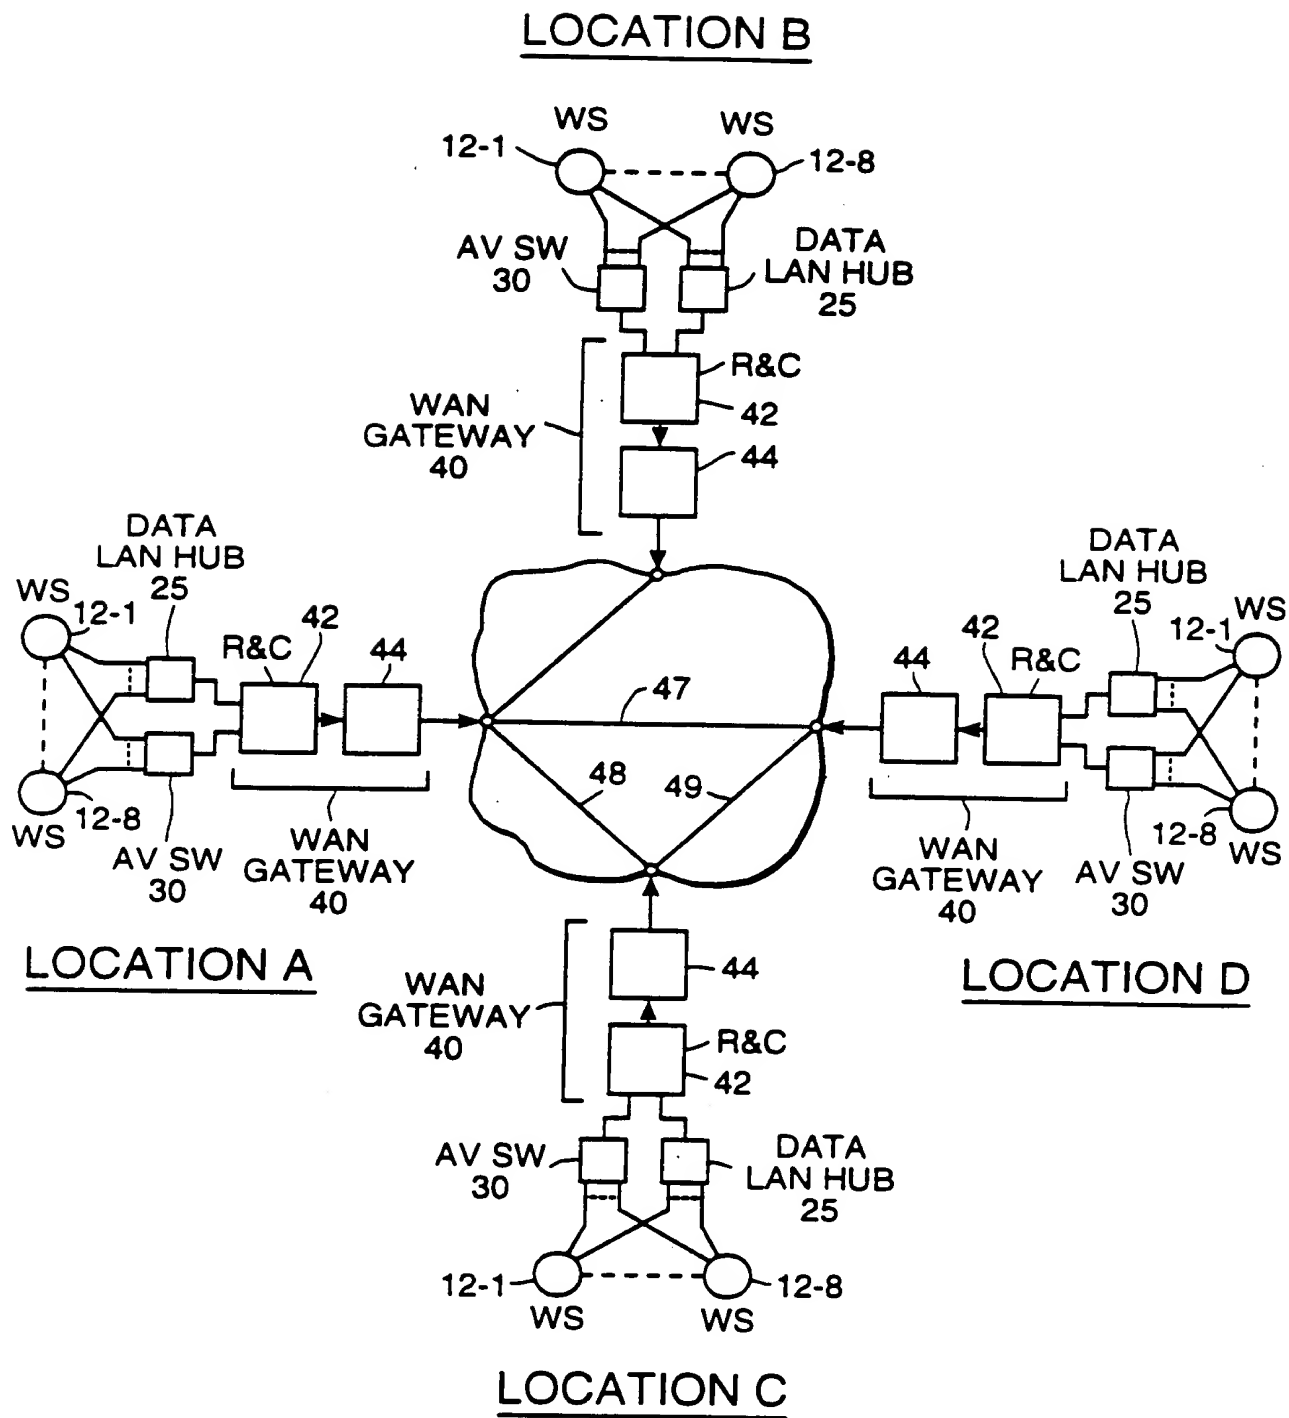 LOCATION B
WS
WS
12-1
12-8
AV SW
30
DATA
LAN HUB
25
R&C
42
WAN
GATEWAY
40
44
DATA
LAN HUB
25
WS
12-1
R&C
42
44
12-8
WS
AV SW
30
WAN
GATEWAY
40
LOCATION A
47
48
49
DATA
LAN HUB
25
WS
12-1
42
R&C
44
12-8
WS
WAN
GATEWAY
40
AV SW
30
LOCATION D
WAN
GATEWAY
40
44
R&C
42
AV SW
30
DATA
LAN HUB
25
12-1
12-8
WS
WS
LOCATION C